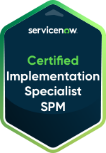 servicenow.
Certified
Implementation
Specialist
SPM